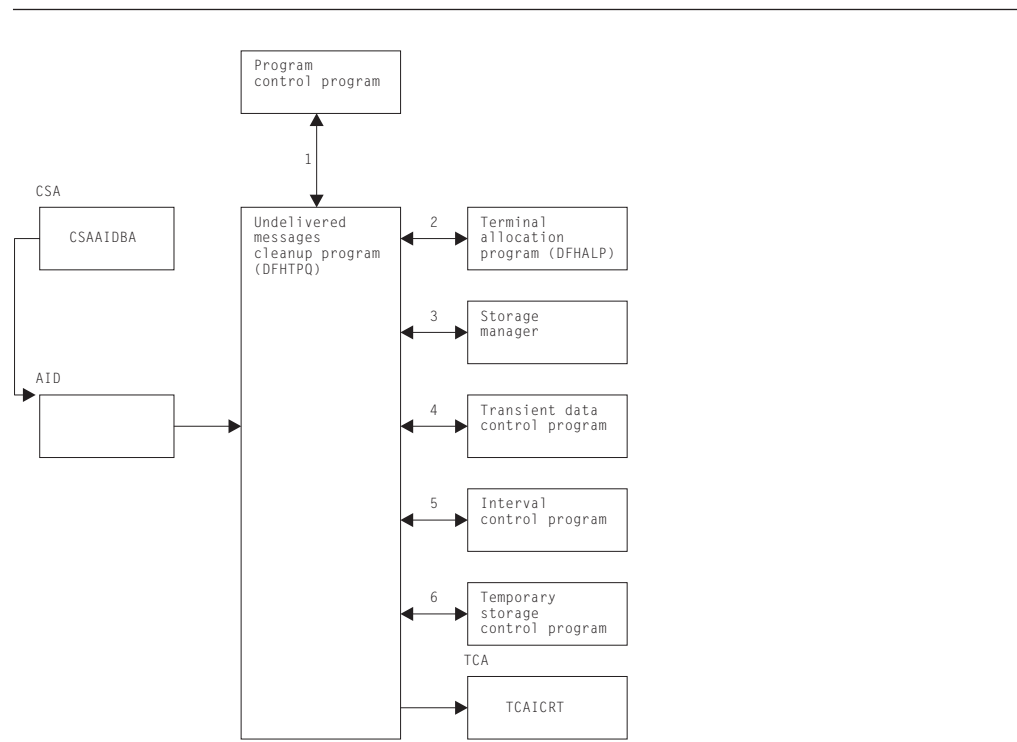 Program
control program
1
CSA
CSAAIDBA
Undelivered
messages
cleanup program
(DFHTPQ)
2
Terminal
allocation
program (DFHALP)
3
Storage
manager
AID
4
Transient data
control program
5
Interval
control program
6
Temporary
storage
control program
TCA
TCAICRT